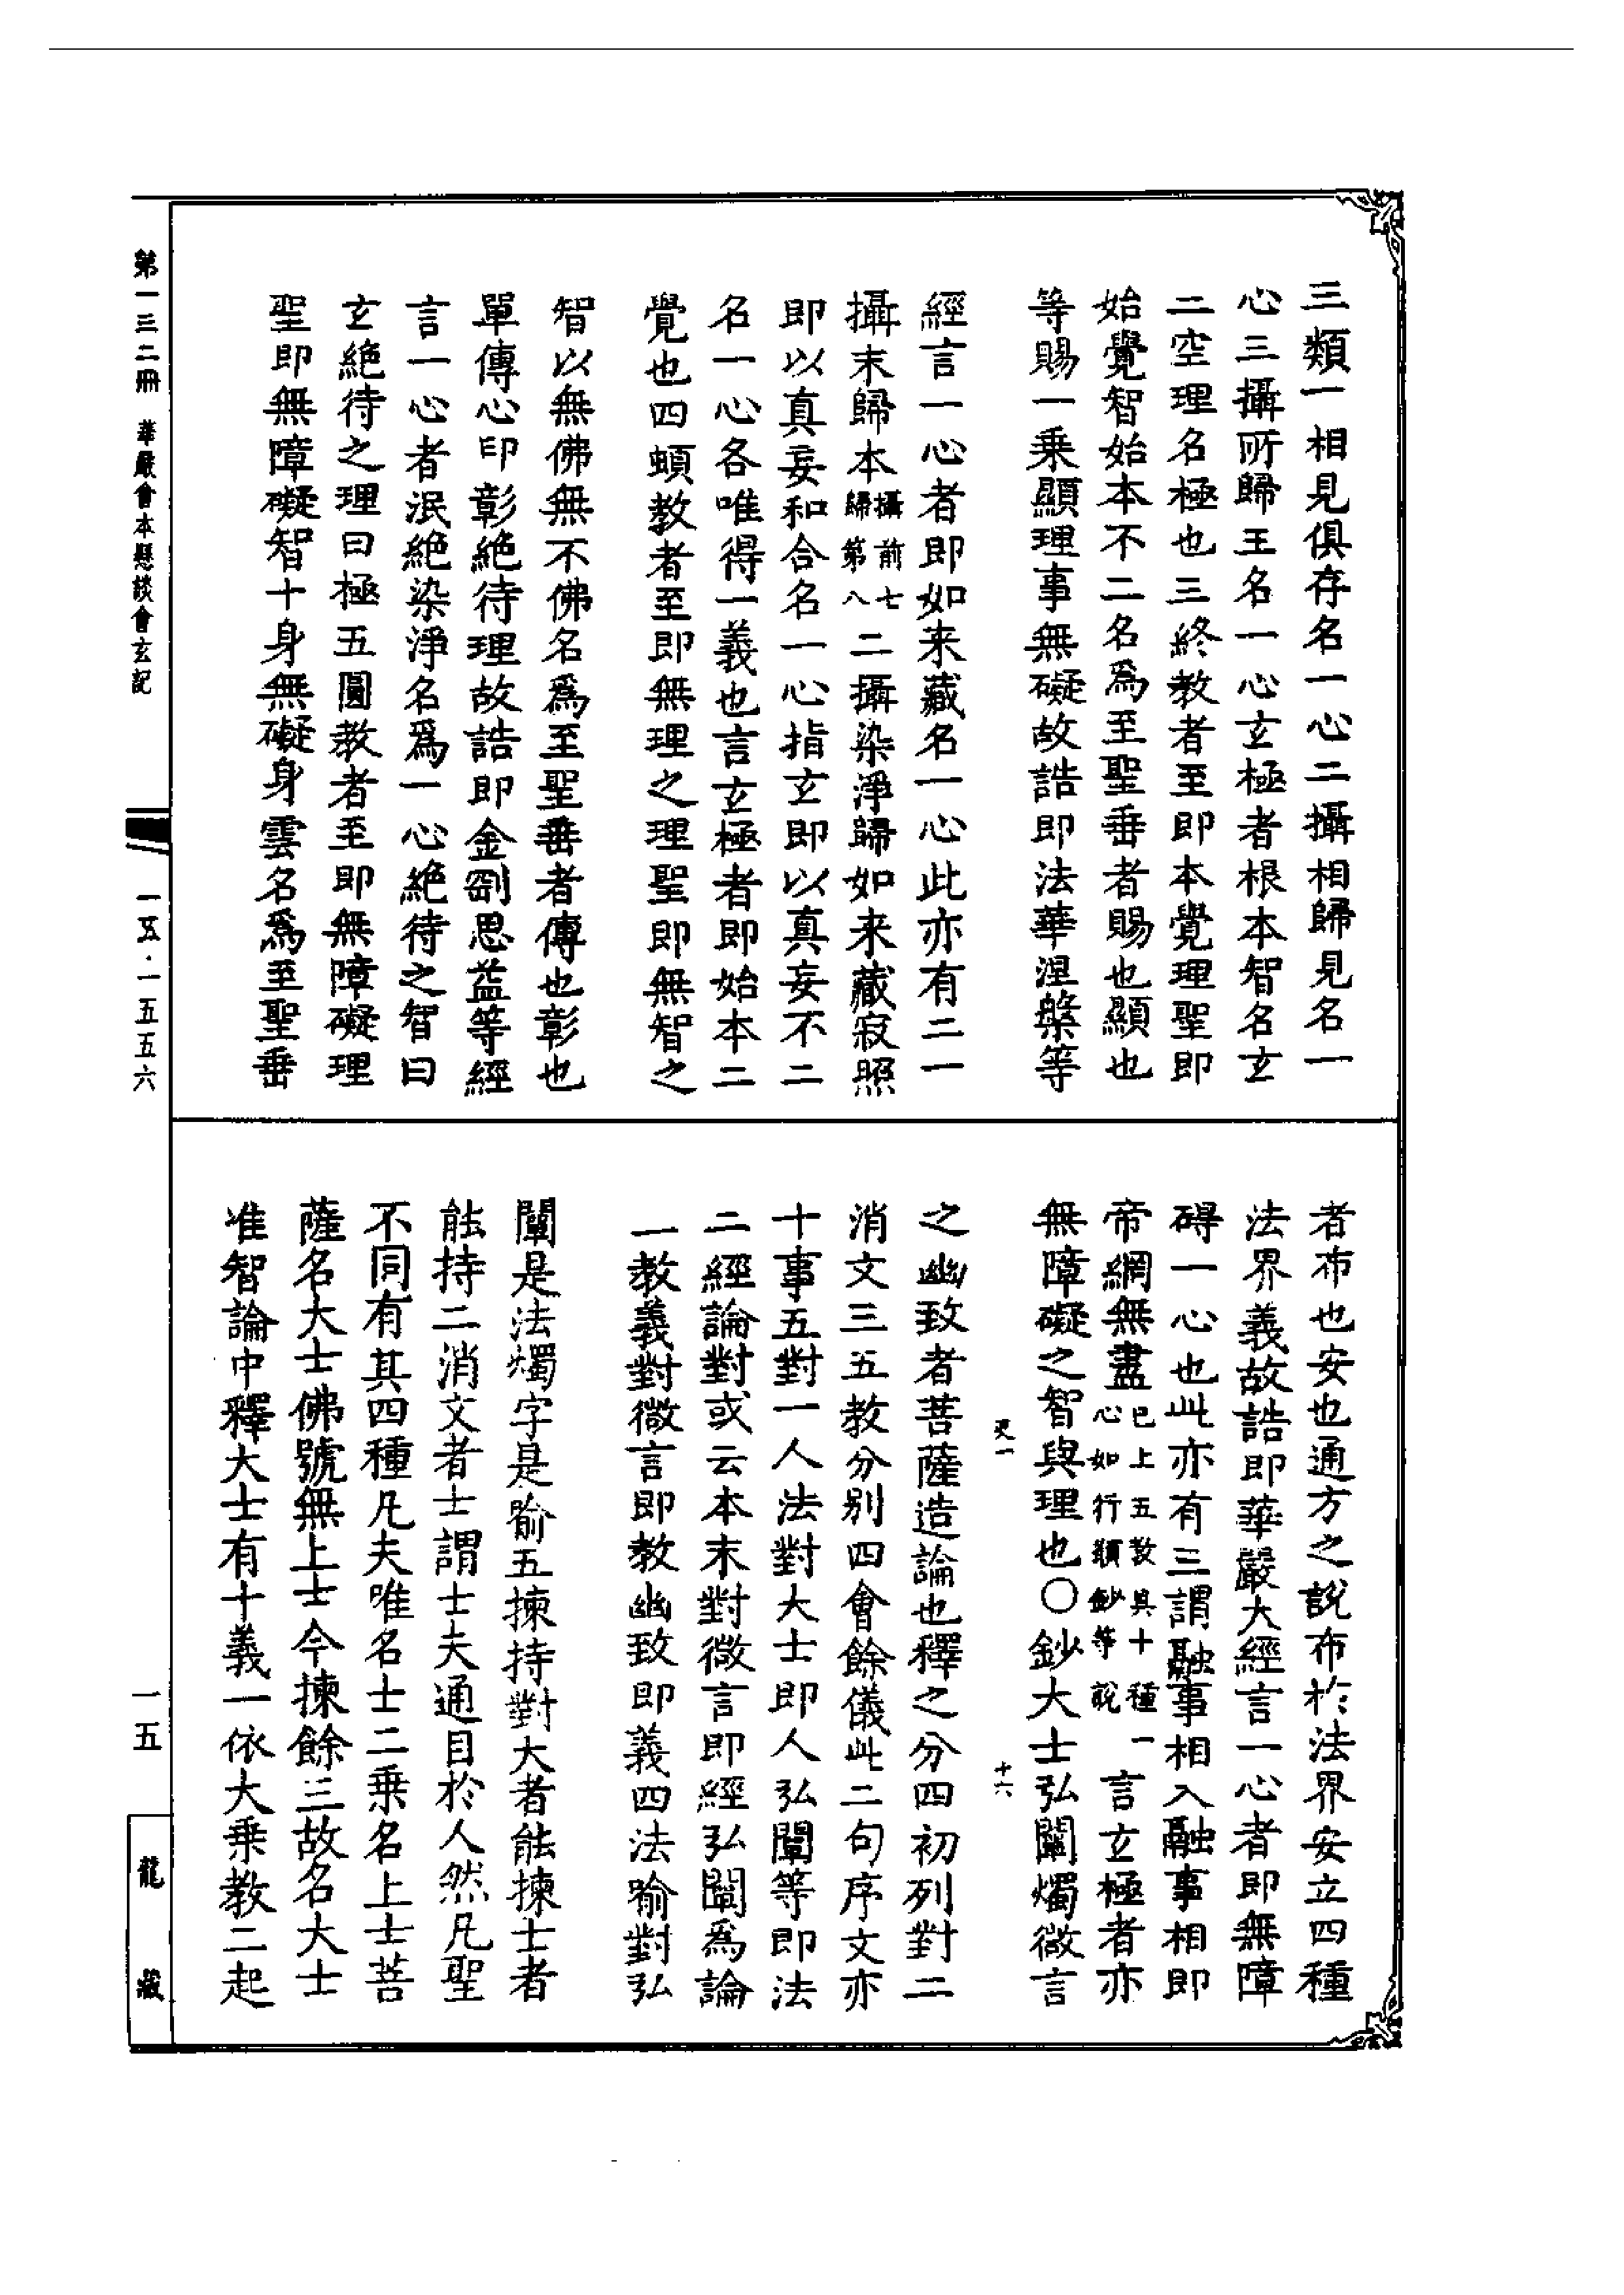 三類一相見俱存名一心二攝相歸見名一
心三攝所歸王名一心玄極者根本智名玄
二空理名極也三終教者至即本覺理聖即
始覺智始本不二名爲至聖垂者賜也顯也
等賜一乘顯理事無礙故誥即法華涅槃等
經言一心者即如来藏名一心此亦有二一
攝末歸本攝前七歸第八二攝染淨歸如来藏寂照
即以真妄和合名一心指玄即以真妄不二
名一心各唯得一義也言玄極者即始本二
覺也四頓教者至即無理之理聖即無智之
智以無佛無不佛名爲至聖垂者傳也彰也
單傳心印彰絶待理故誥即金剛思益等經
言一心者泯絶染淨名爲一心絶待之智曰
玄絶待之理曰極五圓教者至即無障礙理
聖即無障礙智十身無礙身雲名爲至聖垂
者布也安也通方之說布於法界安立四種
法界義故誥即華嚴大經言一心者即無障
碍一心也此亦有三謂融事相入融事相即
帝網無盡已上五教具十種一心如行願鈔等說言玄極者亦
無障礙之智與理也○鈔大士弘闡燭微言
更一 十六
之幽致者菩薩造論也釋之分四初列對二
消文三五教分別四會餘儀此二句序文亦
十事五對一人法對大士即人弘闡等即法
二經論對或云本末對微言即經弘闡爲論
一教義對微言即教幽致即義四法喻對弘
闡是法燭字是喻五揀持對大者能揀士者
能持二消文者士謂士夫通目於人然凡聖
不同有其四種凡夫唯名士二乘名上士菩
薩名大士佛號無上士今揀餘三故名大士
准智論中釋大士有十義一依大乘教二起
第一三二冊 華嚴會本懸談會玄記
一五·一五五六
一五
龍藏